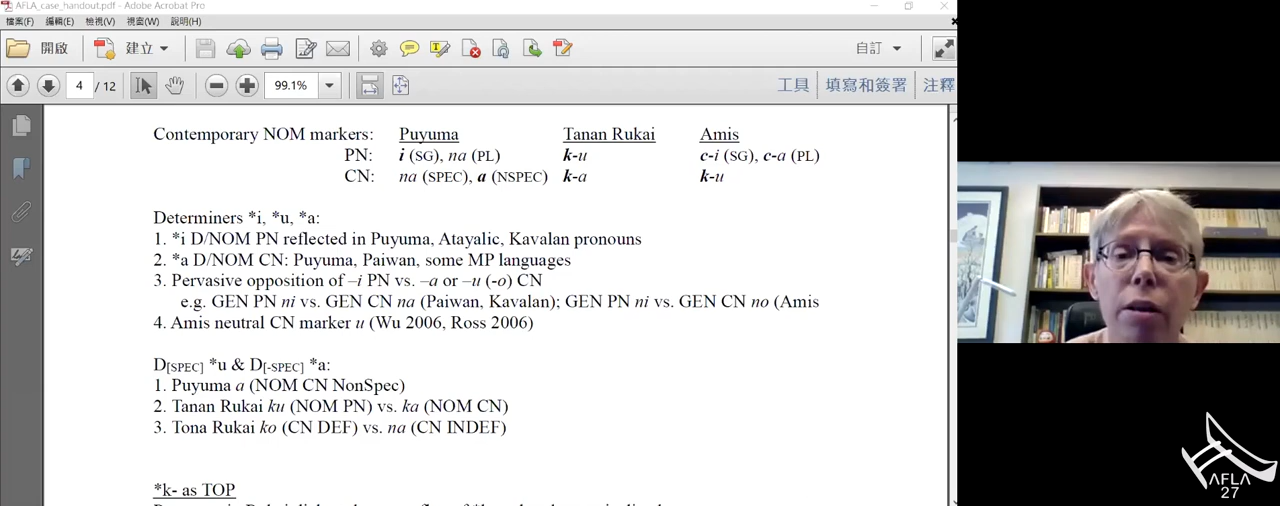 AFLA_case_handout.pdf - Adobe Acrobat Pro
檔案(F) 編輯(E) 檢視(V) 視窗(W) 說明(H)
開啟 建立 自訂
4 / 12 99.1% 工具 填寫和簽署 注釋
Contemporary NOM markers: Puyuma Tanan Rukai Amis
PN: i (SG), na (PL) k-u c-i (SG), c-a (PL)
CN: na (SPEC), a (NSPEC) k-a k-u
Determiners *i, *u, *a:
1. *i D/NOM PN reflected in Puyuma, Atayalic, Kavalan pronouns
2. *a D/NOM CN: Puyuma, Paiwan, some MP languages
3. Pervasive opposition of –i PN vs. –a or –u (-o) CN
e.g. GEN PN ni vs. GEN CN na (Paiwan, Kavalan); GEN PN ni vs. GEN CN no (Amis
4. Amis neutral CN marker u (Wu 2006, Ross 2006)
D[SPEC] *u & D[-SPEC] *a:
1. Puyuma a (NOM CN NonSpec)
2. Tanan Rukai ku (NOM PN) vs. ka (NOM CN)
3. Tona Rukai ko (CN DEF) vs. na (CN INDEF)
*k- as TOP
AFLA
27